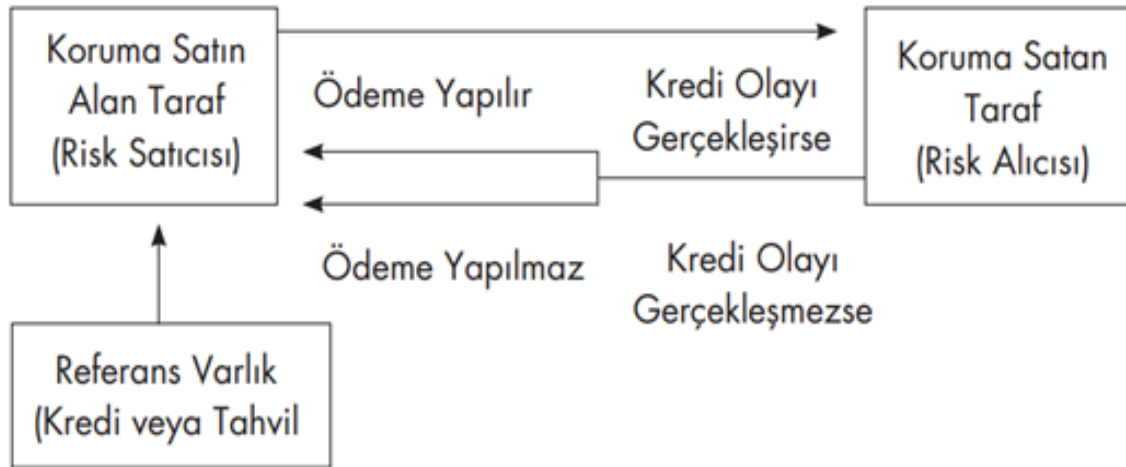 Koruma Satın
Alan Taraf
(Risk Satıcısı)
Ödeme Yapılır
Kredi Olayı
Gerçekleşirse
Koruma Satan
Taraf
(Risk Alıcısı)
Ödeme Yapılmaz
Kredi Olayı
Gerçekleşmezse
Referans Varlık
(Kredi veya Tahvil